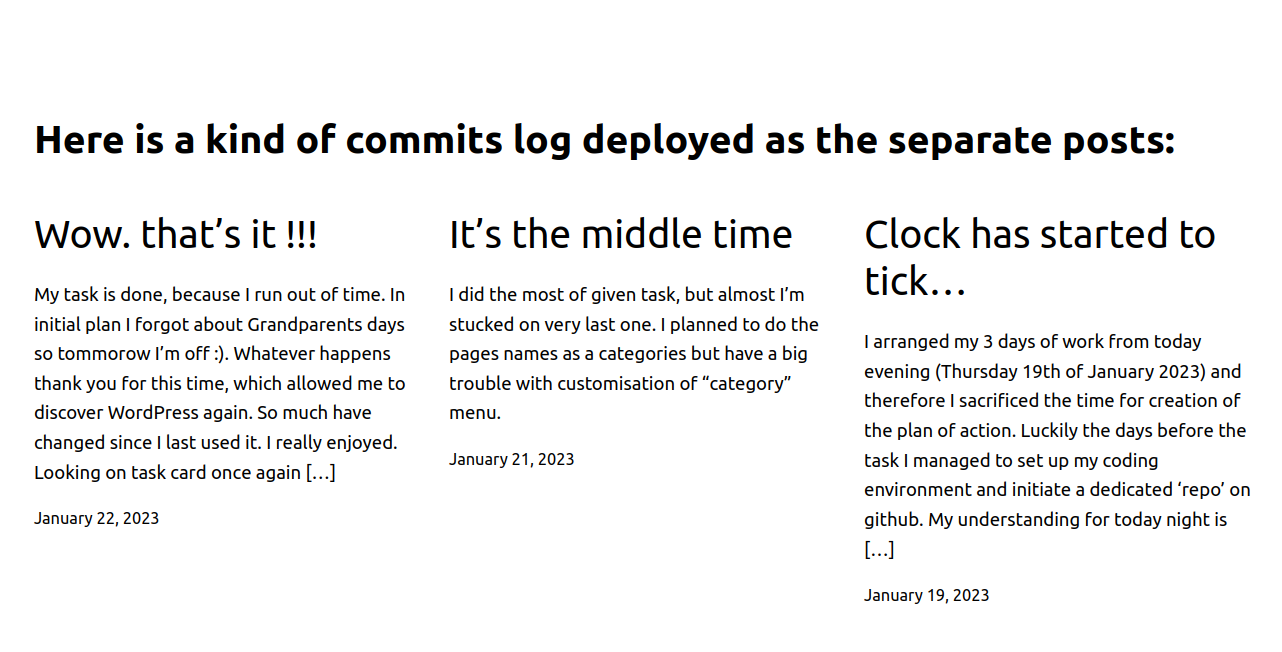 Here is a kind of commits log deployed as the separate posts:
Wow. that’s it !!!
My task is done, because I run out of time. In
initial plan I forgot about Grandparents days
so tommorow I’m off :). Whatever happens
thank you for this time, which allowed me to
discover WordPress again. So much have
changed since I last used it. I really enjoyed.
Looking on task card once again […]
January 22, 2023
It’s the middle time
I did the most of given task, but almost I’m
stucked on very last one. I planned to do the
pages names as a categories but have a big
trouble with customisation of “category”
menu.
January 21, 2023
Clock has started to
tick…
I arranged my 3 days of work from today
evening (Thursday 19th of January 2023) and
therefore I sacrificed the time for creation of
the plan of action. Luckily the days before the
task I managed to set up my coding
environment and initiate a dedicated ‘repo’ on
github. My understanding for today night is
[…]
January 19, 2023